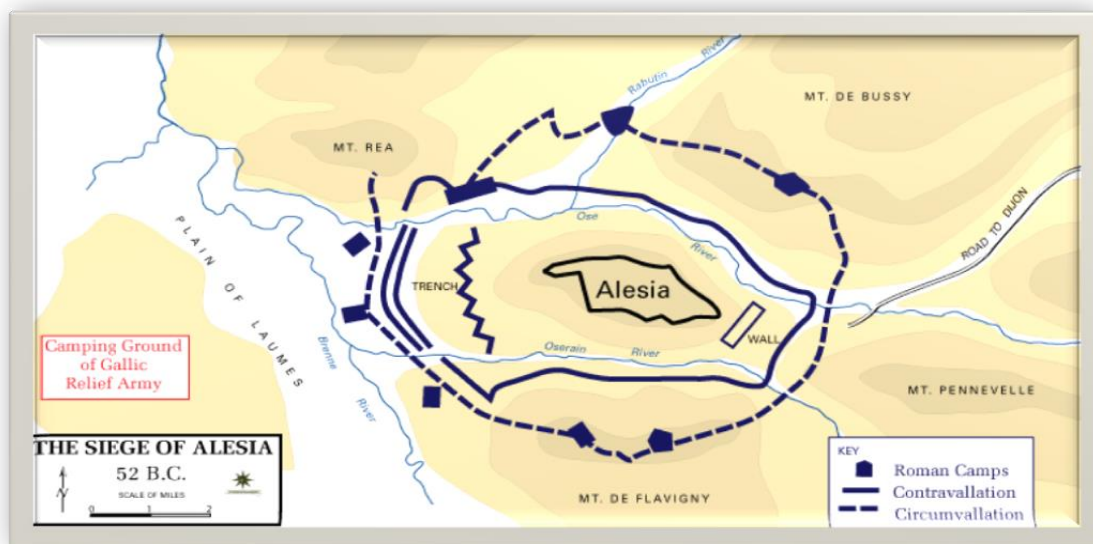 Rabutin River
MT. DE BUSSY
MT. REA
PLAIN OF LAUMES
Ose
River
ROAD TO DIJON
TRENCH
Alesia
WALL
Camping Ground
of Gallic
Relief Army
Brenne
River
Oserain River
MT. PENNEVELLE
MT. DE FLAVIGNY
THE SIEGE OF ALESIA
52 B.C.
N
SCALE OF MILES
0 1 2
KEY
Roman Camps
Contravallation
Circumvallation